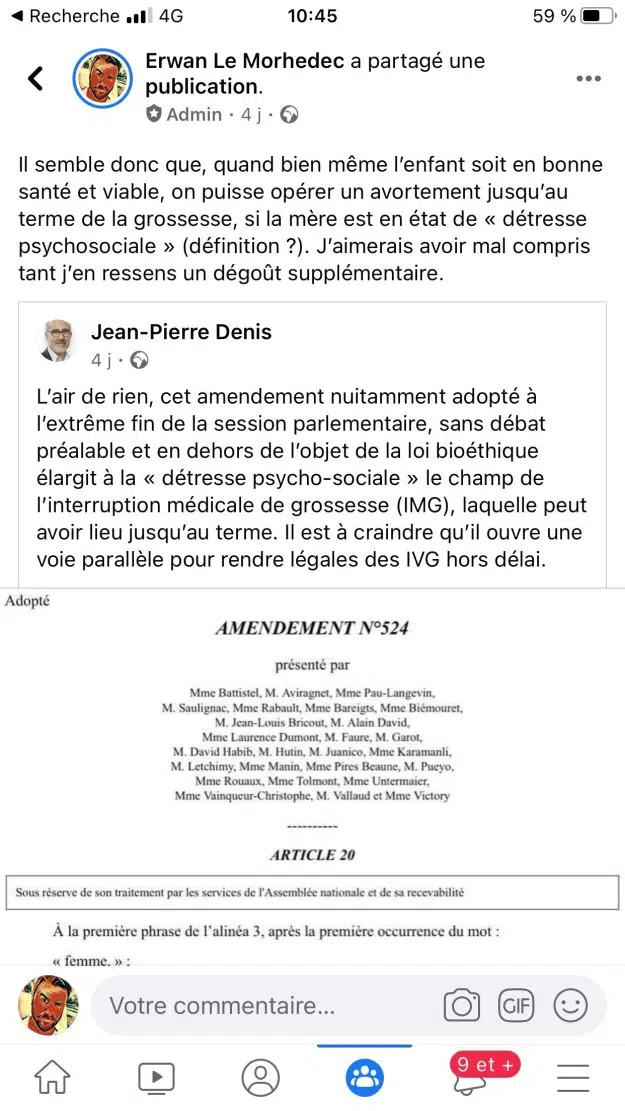 Recherche 4G 10:45 59 %
Erwan Le Morhedec a partagé une
publication.
Admin · 4 j ·
Il semble donc que, quand bien même l'enfant soit en bonne
santé et viable, on puisse opérer un avortement jusqu'au
terme de la grossesse, si la mère est en état de « détresse
psychosociale » (définition ?). J'aimerais avoir mal compris
tant j'en ressens un dégoût supplémentaire.
Jean-Pierre Denis
4 j ·
L'air de rien, cet amendement nuitamment adopté à
l'extrême fin de la session parlementaire, sans débat
préalable et en dehors de l'objet de la loi bioéthique
élargit à la « détresse psycho-sociale » le champ de
l'interruption médicale de grossesse (IMG), laquelle peut
avoir lieu jusqu'au terme. Il est à craindre qu'il ouvre une
voie parallèle pour rendre légales des IVG hors délai.
Adopté
AMENDEMENT N°524
présenté par
Mme Battistel, M. Aviragnet, Mme Pau-Langevin,
M. Saulignac, Mme Rabault, Mme Bareigts, Mme Biémouret,
M. Jean-Louis Bricout, M. Alain David,
Mme Laurence Dumont, M. Faure, M. Garot,
M. David Habib, M. Hutin, M. Juanico, Mme Karamanli,
M. Letchimy, Mme Manin, Mme Pires Beaune, M. Pueyo,
Mme Rouaux, Mme Tolmont, Mme Untermaier,
Mme Vainqueur-Christophe, M. Vallaud et Mme Victory
----------
ARTICLE 20
Sous réserve de son traitement par les services de l'Assemblée nationale et de sa recevabilité
À la première phrase de l'alinéa 3, après la première occurrence du mot :
« femme, » :
Votre commentaire...
GIF
9 et +